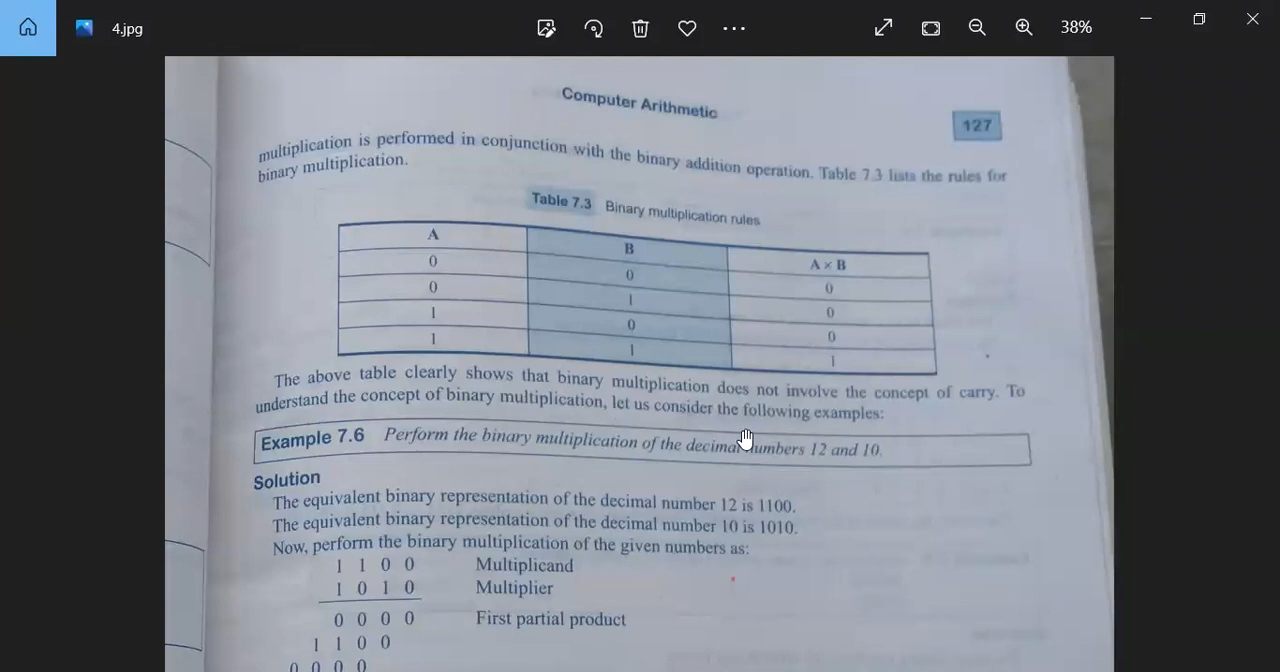 4.jpg
38%
Computer Arithmetic
127
multiplication is performed in conjunction with the binary addition operation. Table 7.3 lists the rules for
binary multiplication.
Table 7.3 Binary multiplication rules
A B A × B
0 0 0
0 1 0
1 0 0
1 1 1
The above table clearly shows that binary multiplication does not involve the concept of carry. To
understand the concept of binary multiplication, let us consider the following examples:
Example 7.6 Perform the binary multiplication of the decimal numbers 12 and 10.
Solution
The equivalent binary representation of the decimal number 12 is 1100.
The equivalent binary representation of the decimal number 10 is 1010.
Now, perform the binary multiplication of the given numbers as:
1 1 0 0 Multiplicand
1 0 1 0 Multiplier
0 0 0 0 First partial product
1 1 0 0
0 0 0 0